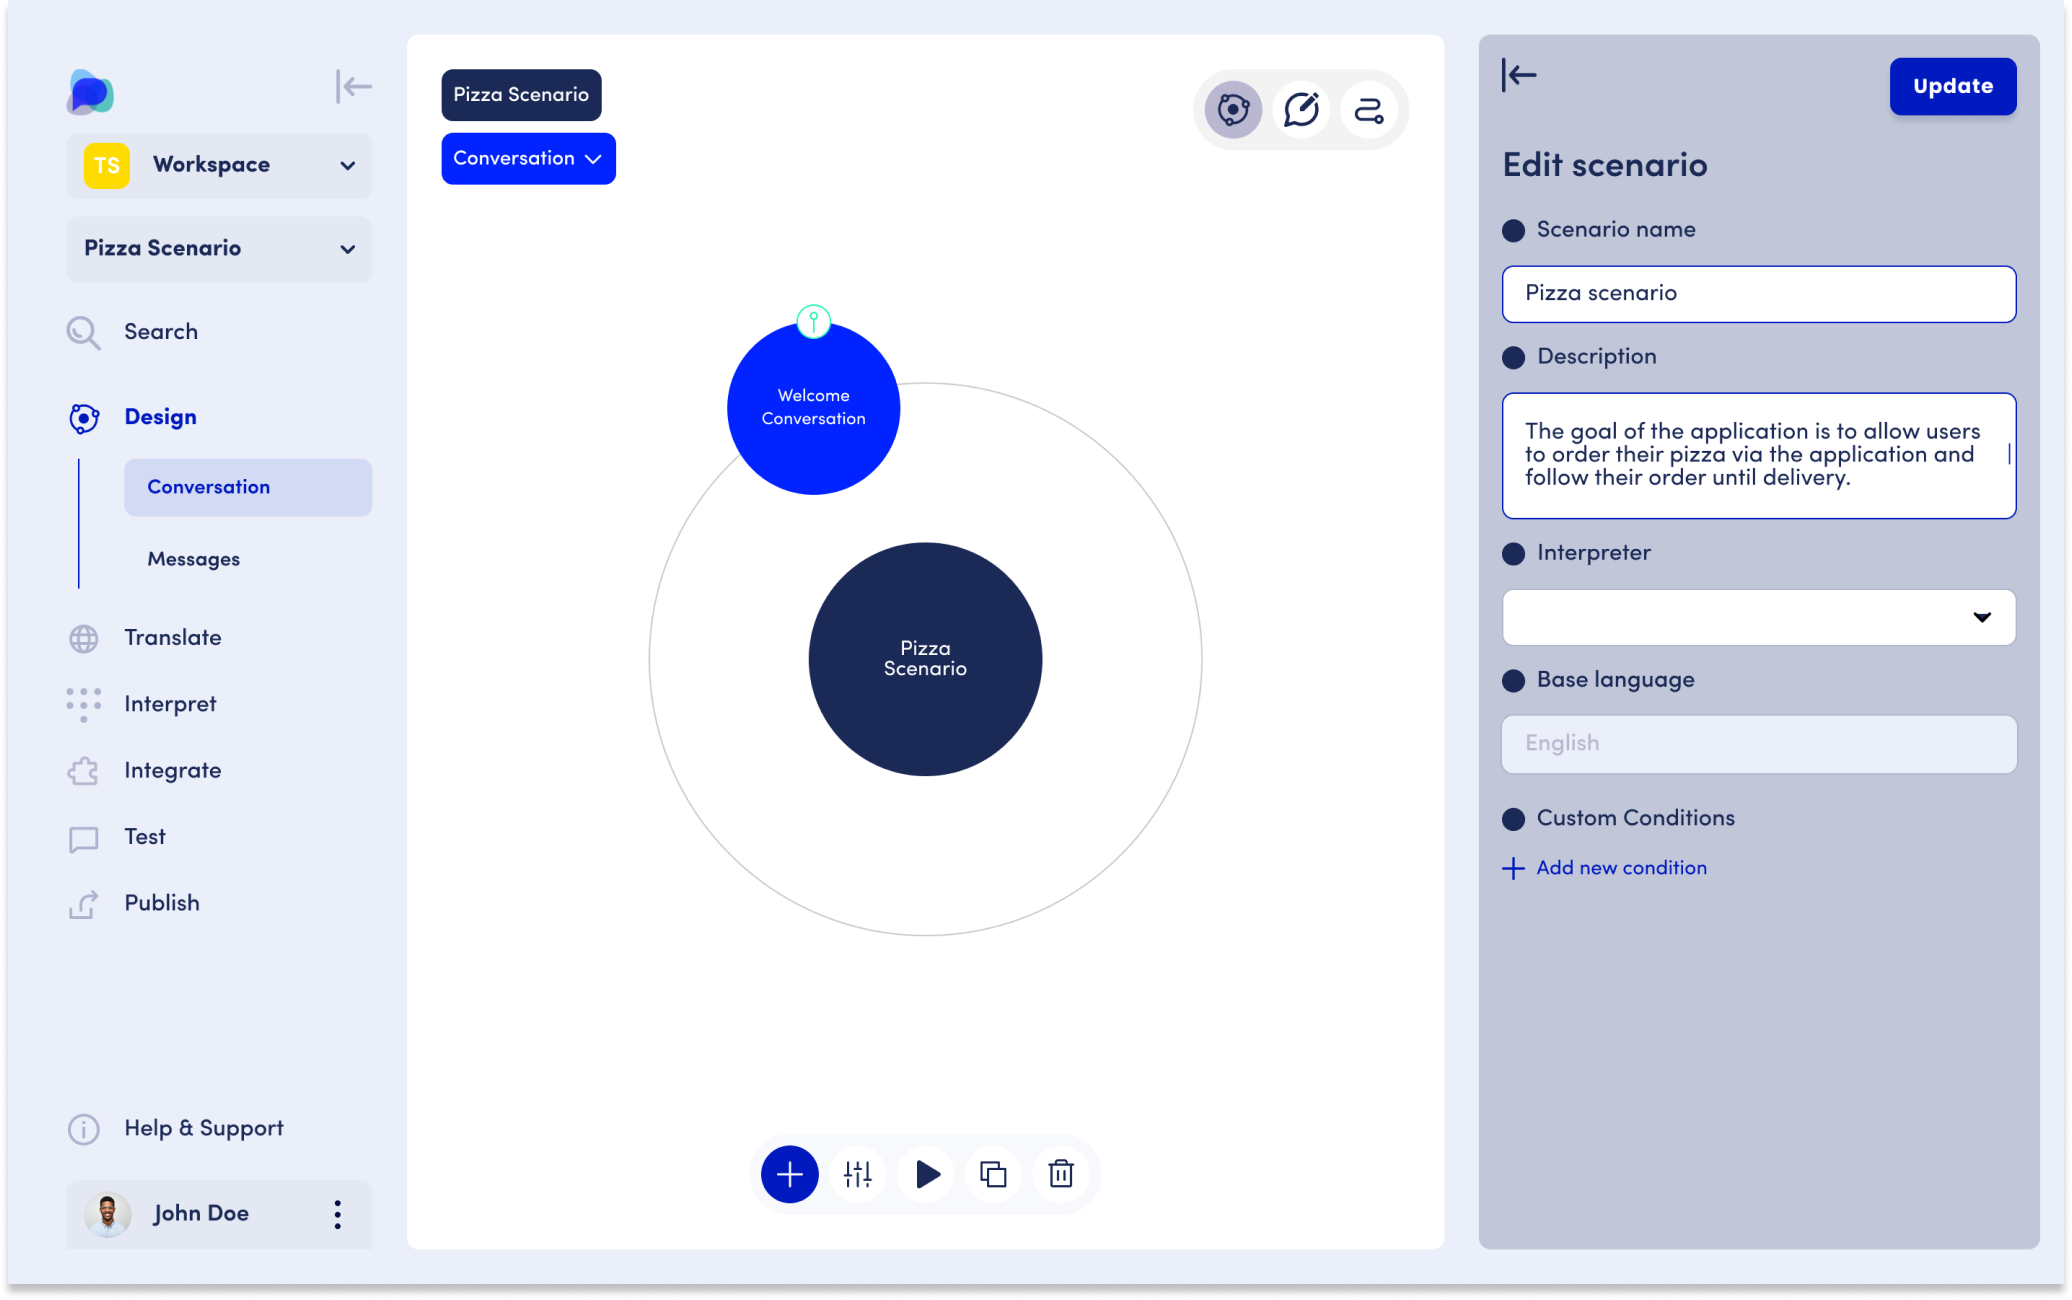 TS
Workspace
Pizza Scenario
Search
Design
Conversation
Messages
Translate
Interpret
Integrate
Test
Publish
Help & Support
John Doe
Pizza Scenario
Conversation
Welcome
Conversation
Pizza
Scenario
Update
Edit scenario
Scenario name
Pizza scenario
Description
The goal of the application is to allow users
to order their pizza via the application and
follow their order until delivery.
Interpreter
Base language
English
Custom Conditions
Add new condition